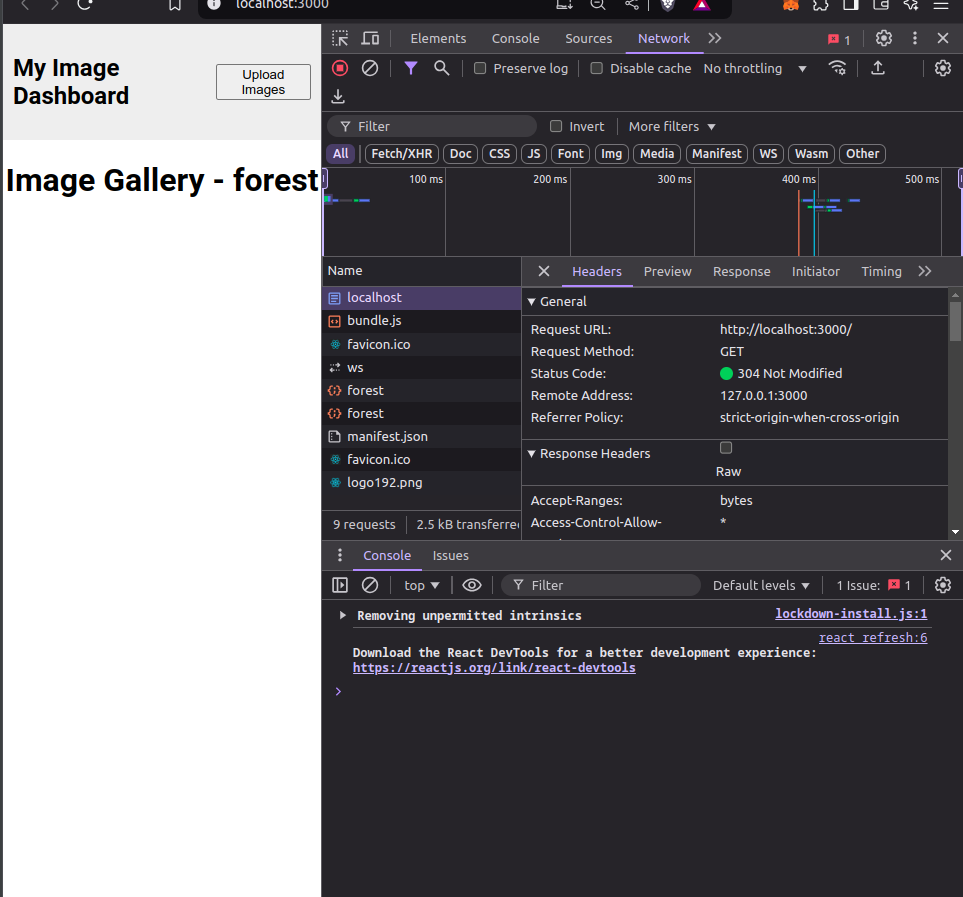 localhost:3000
My Image
Dashboard
Upload
Images
Image Gallery - forest
Elements
Console
Sources
Network
1
Preserve log
Disable cache
No throttling
Filter
Invert
More filters
All
Fetch/XHR
Doc
CSS
JS
Font
Img
Media
Manifest
WS
Wasm
Other
100 ms
200 ms
300 ms
400 ms
500 ms
Name
localhost
bundle.js
favicon.ico
ws
forest
forest
manifest.json
favicon.ico
logo192.png
9 requests
2.5 kB transferre
Headers
Preview
Response
Initiator
Timing
General
Request URL: http://localhost:3000/
Request Method: GET
Status Code: 304 Not Modified
Remote Address: 127.0.0.1:3000
Referrer Policy: strict-origin-when-cross-origin
Response Headers
Raw
Accept-Ranges: bytes
Access-Control-Allow- *
Console
Issues
top
Filter
Default levels
1 Issue: 1
Removing unpermitted intrinsics lockdown-install.js:1
react refresh:6
Download the React DevTools for a better development experience:
https://reactjs.org/link/react-devtools